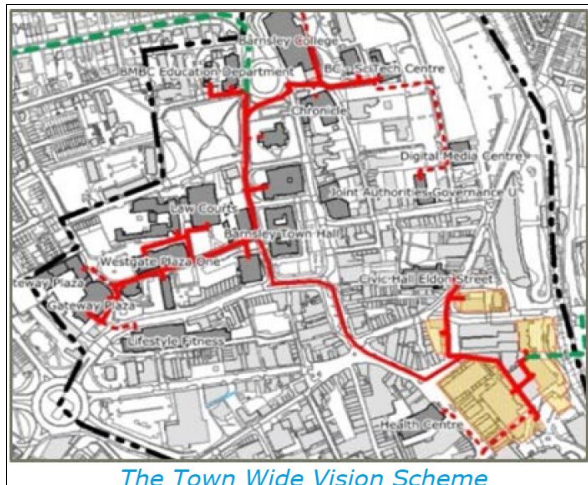 Barnsley College
BMBC Education Department
BC - SciTech Centre
Chronicle
Digital Media Centre
Joint Authorities Governance U
Law Courts
Barnsley Town Hall
Westgate Plaza One
Civic Hall Eldon Street
teway Plaza
Gateway Plaza
Lifestyle Fitness
Health Centre
The Town Wide Vision Scheme